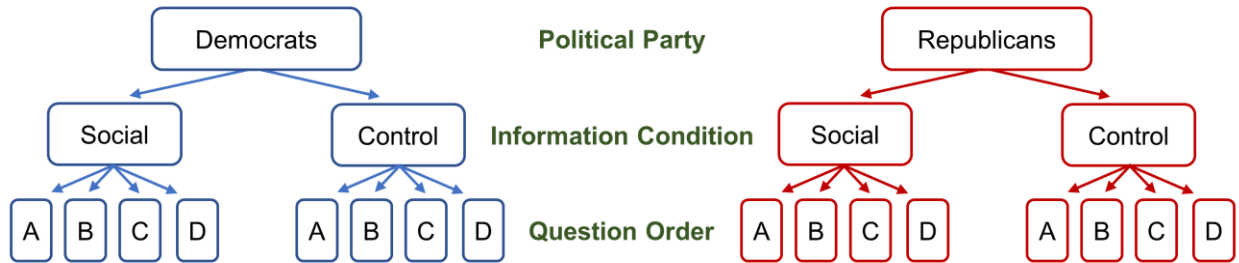 Democrats Political Party Republicans
Social Control Information Condition Social Control
A B C D A B C D Question Order A B C D A B C D